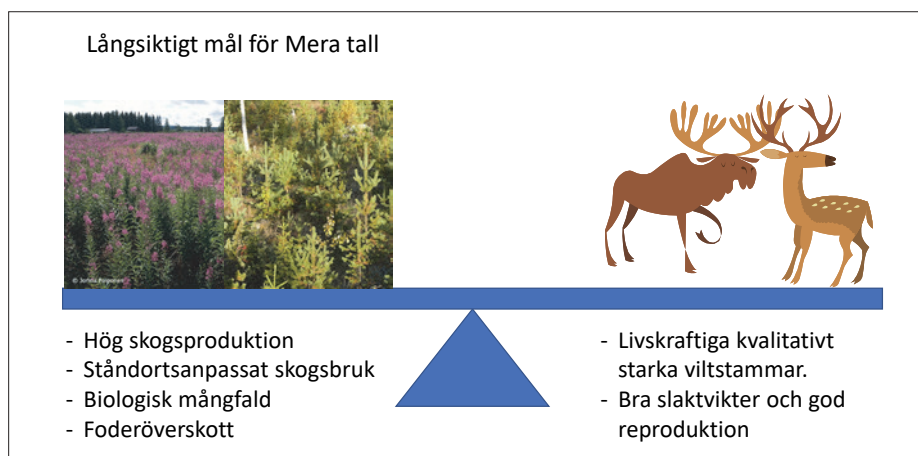 Långsiktigt mål för Mera tall
- Hög skogsproduktion
- Ståndortsanpassat skogsbruk
- Biologisk mångfald
- Foderöverskott
- Livskraftiga kvalitativt
starka viltstammar.
- Bra slaktvikter och god
reproduktion